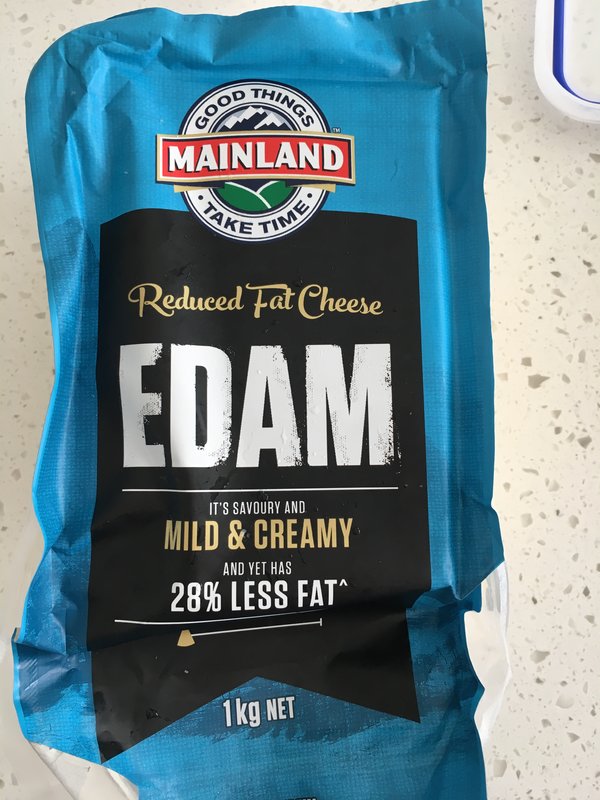 GOOD THINGS
MAINLAND™
• TAKE TIME •
Reduced Fat Cheese
EDAM
IT'S SAVOURY AND
MILD & CREAMY
AND YET HAS
28% LESS FAT^
1kg NET